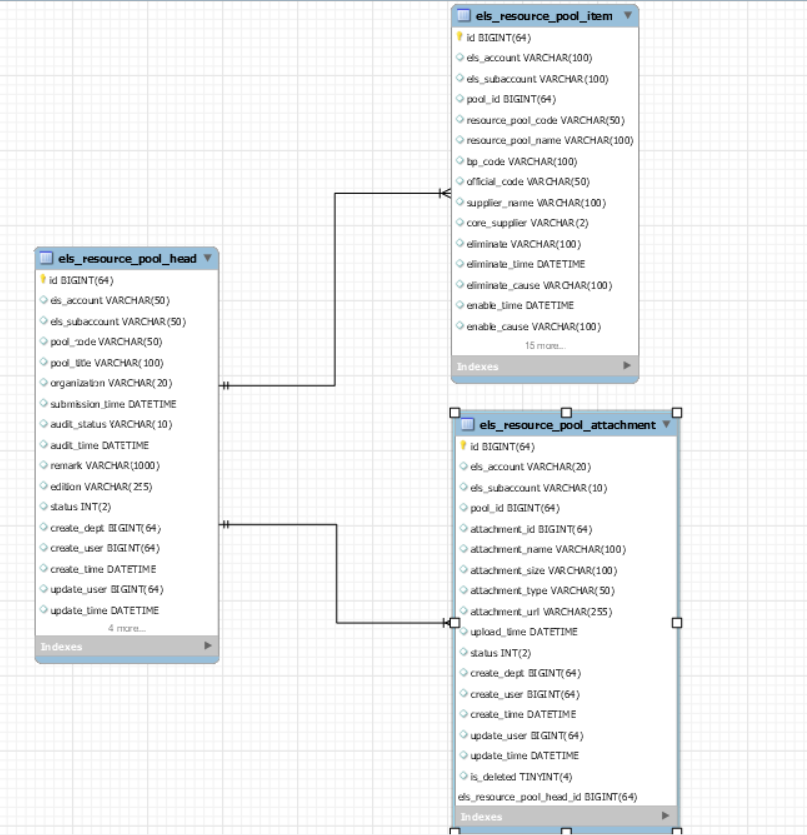 els_resource_pool_item
id BIGINT(64)
els_account VARCHAR(100)
els_subaccount VARCHAR(100)
pool_id BIGINT(64)
resource_pool_code VARCHAR(50)
resource_pool_name VARCHAR(100)
bp_code VARCHAR(100)
official_code VARCHAR(50)
supplier_name VARCHAR(100)
core_supplier VARCHAR(2)
eliminate VARCHAR(100)
eliminate_time DATETIME
eliminate_cause VARCHAR(100)
enable_time DATETIME
enable_cause VARCHAR(100)
15 more...
Indexes
els_resource_pool_head
id BIGINT(64)
els_account VARCHAR(50)
els_subaccount VARCHAR(50)
pool_code VARCHAR(50)
pool_title VARCHAR(100)
organization VARCHAR(20)
submission_time DATETIME
audit_status VARCHAR(10)
audit_time DATETIME
remark VARCHAR(1000)
edition VARCHAR(255)
status INT(2)
create_dept BIGINT(64)
create_user BIGINT(64)
create_time DATETIME
update_user BIGINT(64)
update_time DATETIME
4 more...
Indexes
els_resource_pool_attachment
id BIGINT(64)
els_account VARCHAR(20)
els_subaccount VARCHAR(10)
pool_id BIGINT(64)
attachment_id BIGINT(64)
attachment_name VARCHAR(100)
attachment_size VARCHAR(100)
attachment_type VARCHAR(50)
attachment_url VARCHAR(255)
upload_time DATETIME
status INT(2)
create_dept BIGINT(64)
create_user BIGINT(64)
create_time DATETIME
update_user BIGINT(64)
update_time DATETIME
is_deleted TINYINT(4)
els_resource_pool_head_id BIGINT(64)
Indexes